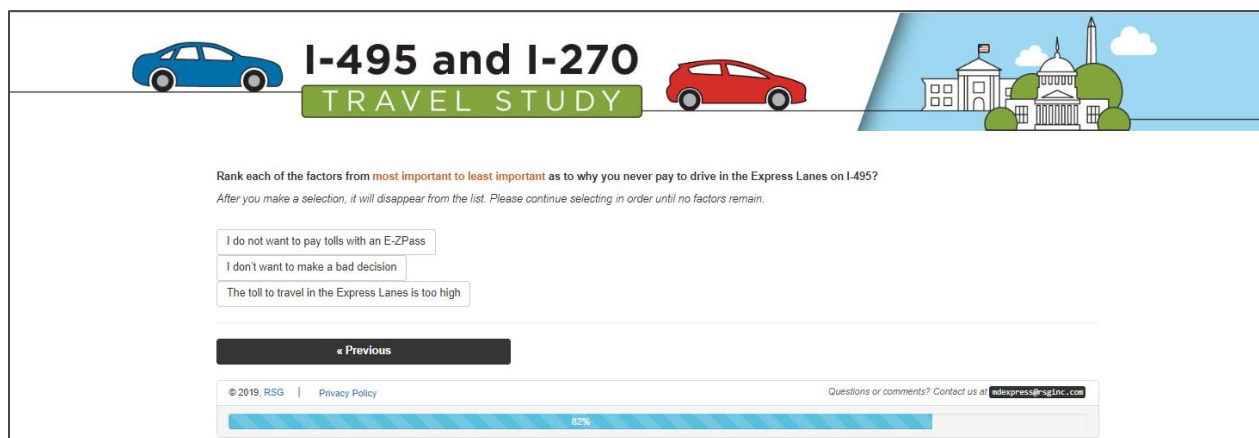 I-495 and I-270
TRAVEL STUDY
Rank each of the factors from most important to least important as to why you never pay to drive in the Express Lanes on I-495?
After you make a selection, it will disappear from the list. Please continue selecting in order until no factors remain.
I do not want to pay tolls with an E-ZPass
I don't want to make a bad decision
The toll to travel in the Express Lanes is too high
« Previous
© 2019, RSG | Privacy Policy Questions or comments? Contact us at mdexpress@rsginc.com
82%